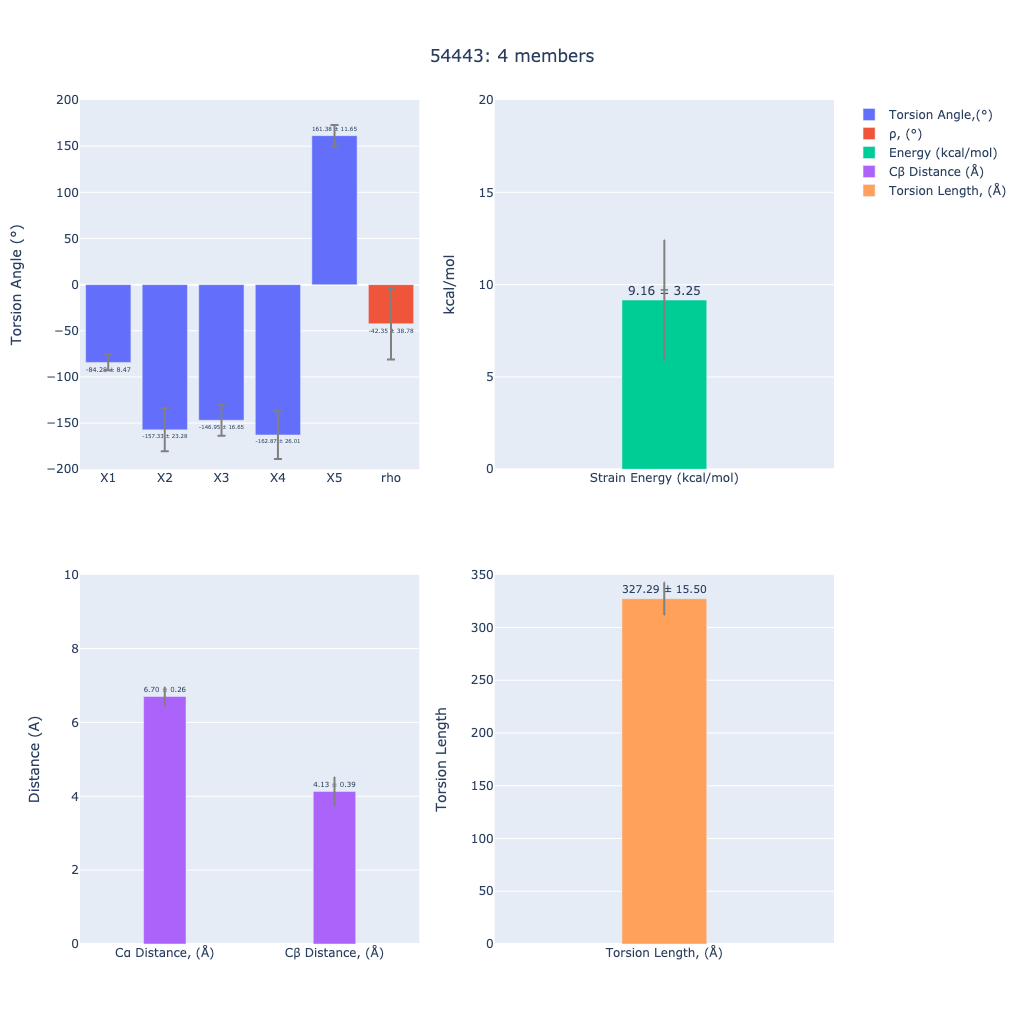 54443: 4 members
Torsion Angle (°)
200
150
100
50
0
−50
−100
−150
−200
161.38 ± 11.65
-42.35 ± 38.78
-84.28 ± 8.47
-146.95 ± 16.65
-157.33 ± 23.28
-162.87 ± 26.01
X1 X2 X3 X4 X5 rho
kcal/mol
20
15
10
5
0
9.16 ± 3.25
Strain Energy (kcal/mol)
Torsion Angle,(°)
ρ, (°)
Energy (kcal/mol)
Cβ Distance (Å)
Torsion Length, (Å)
Distance (A)
10
8
6
4
2
0
6.70 ± 0.26
4.13 ± 0.39
Cα Distance, (Å) Cβ Distance, (Å)
Torsion Length
350
300
250
200
150
100
50
0
327.29 ± 15.50
Torsion Length, (Å)